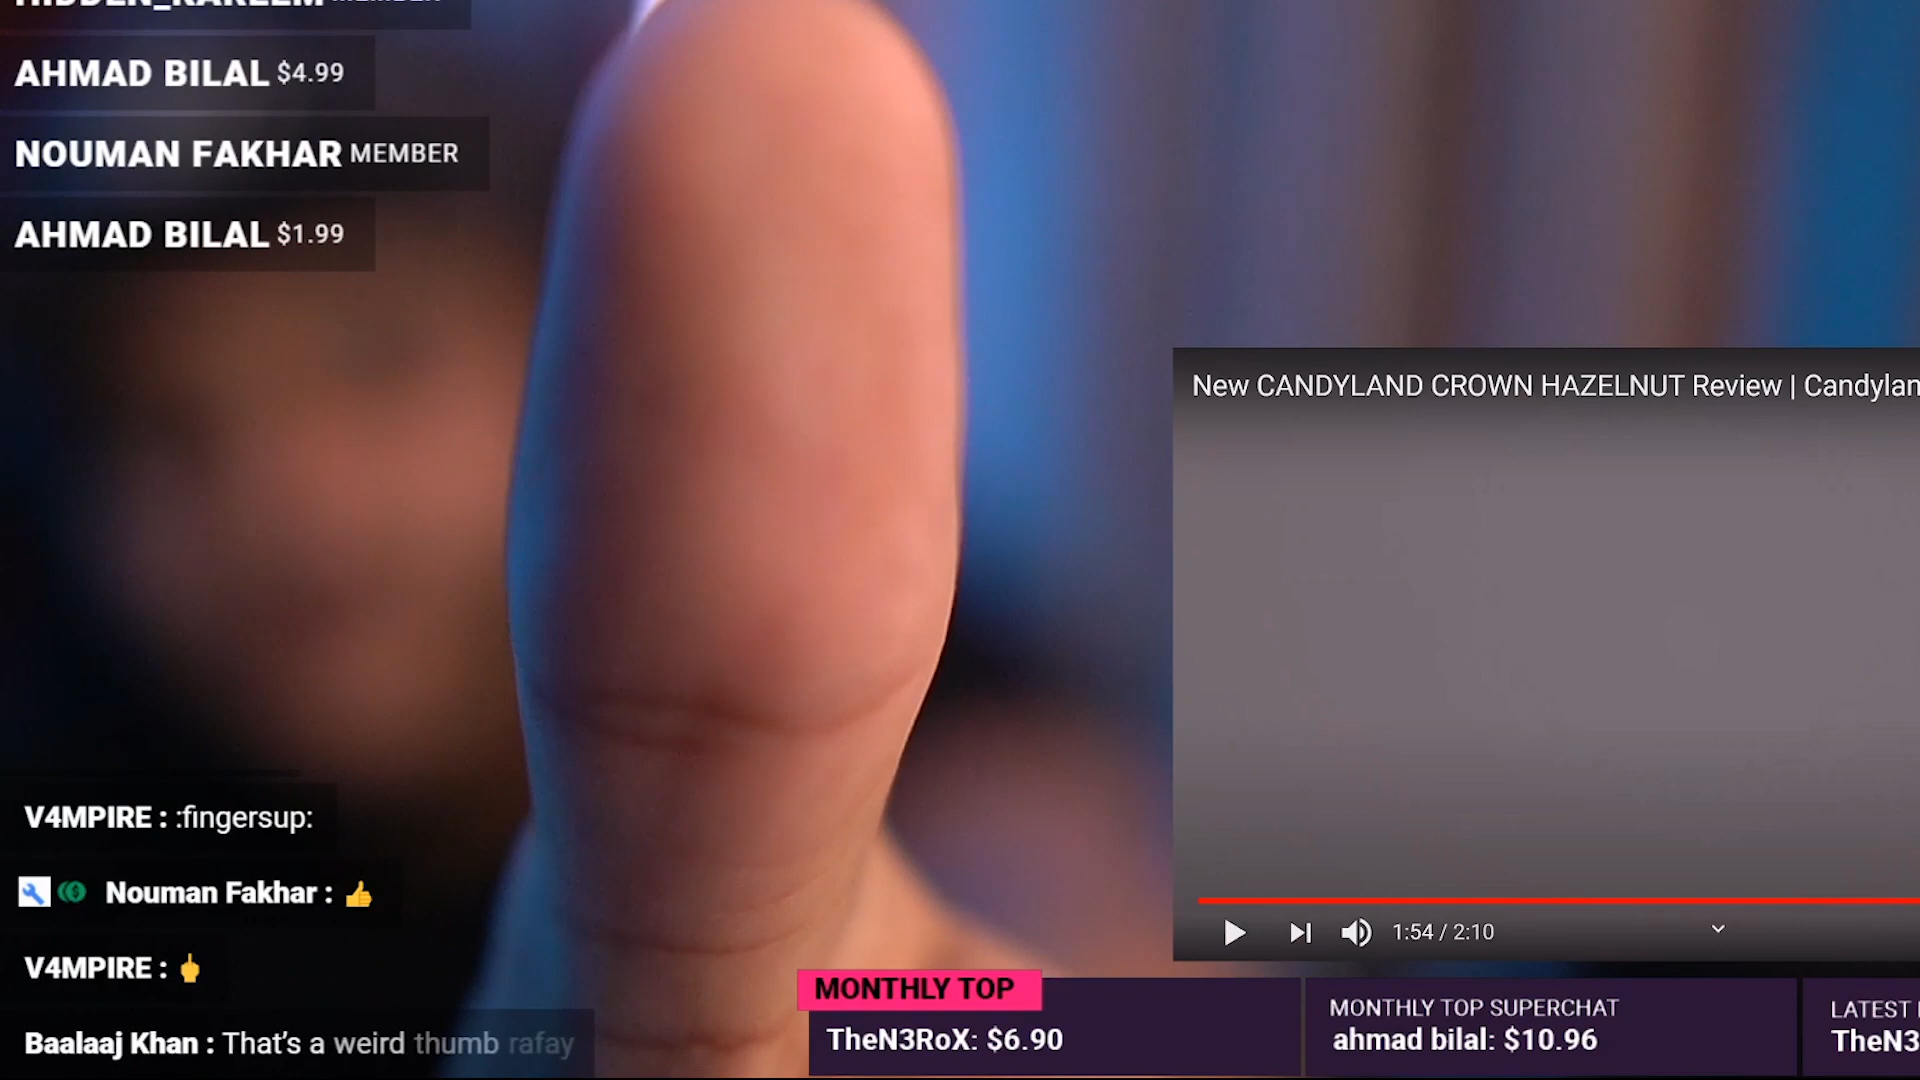 AHMAD BILAL $4.99
NOUMAN FAKHAR MEMBER
AHMAD BILAL $1.99
New CANDYLAND CROWN HAZELNUT Review | Candylan
V4MPIRE : :fingersup:
Nouman Fakhar : 👍
V4MPIRE : 🖕
Baalaaj Khan : That's a weird thumb rafay
1:54 / 2:10
MONTHLY TOP
TheN3RoX: $6.90
MONTHLY TOP SUPERCHAT
ahmad bilal: $10.96
LATEST
TheN3